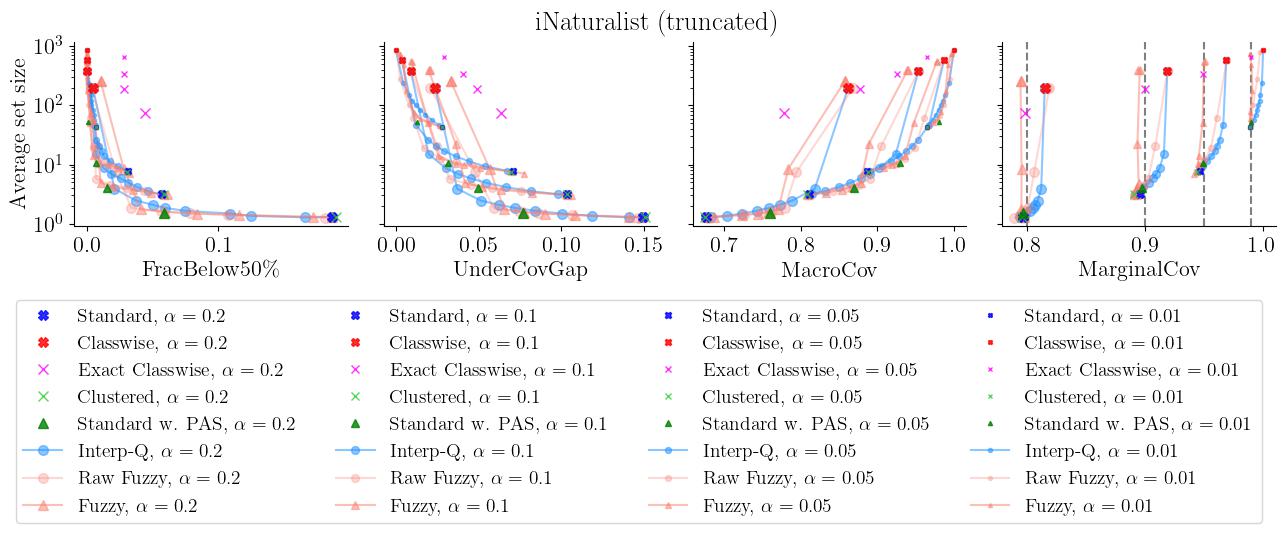 iNaturalist (truncated)
Average set size
10³
10²
10¹
10⁰
0.0 0.1
FracBelow50%
0.00 0.05 0.10 0.15
UnderCovGap
0.7 0.8 0.9 1.0
MacroCov
0.8 0.9 1.0
MarginalCov
Standard, α = 0.2
Classwise, α = 0.2
Exact Classwise, α = 0.2
Clustered, α = 0.2
Standard w. PAS, α = 0.2
Interp-Q, α = 0.2
Raw Fuzzy, α = 0.2
Fuzzy, α = 0.2
Standard, α = 0.1
Classwise, α = 0.1
Exact Classwise, α = 0.1
Clustered, α = 0.1
Standard w. PAS, α = 0.1
Interp-Q, α = 0.1
Raw Fuzzy, α = 0.1
Fuzzy, α = 0.1
Standard, α = 0.05
Classwise, α = 0.05
Exact Classwise, α = 0.05
Clustered, α = 0.05
Standard w. PAS, α = 0.05
Interp-Q, α = 0.05
Raw Fuzzy, α = 0.05
Fuzzy, α = 0.05
Standard, α = 0.01
Classwise, α = 0.01
Exact Classwise, α = 0.01
Clustered, α = 0.01
Standard w. PAS, α = 0.01
Interp-Q, α = 0.01
Raw Fuzzy, α = 0.01
Fuzzy, α = 0.01